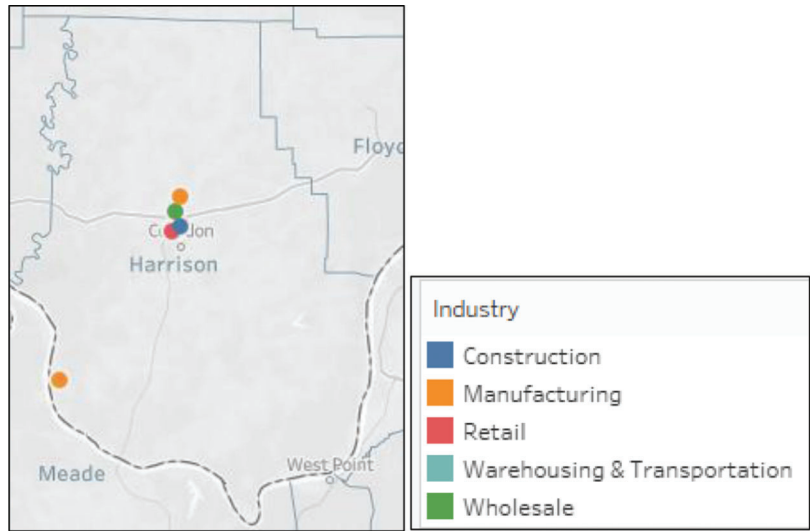 Floyd
Harrison
Meade
West Point
Industry
Construction
Manufacturing
Retail
Warehousing & Transportation
Wholesale